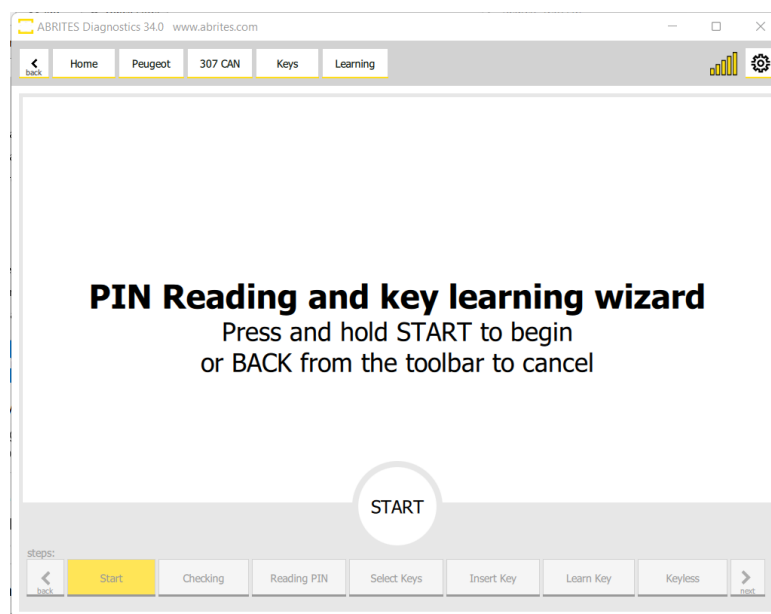 ABRITES Diagnostics 34.0 www.abrites.com
back
Home
Peugeot
307 CAN
Keys
Learning
PIN Reading and key learning wizard
Press and hold START to begin
or BACK from the toolbar to cancel
START
steps:
back
Start
Checking
Reading PIN
Select Keys
Insert Key
Learn Key
Keyless
next